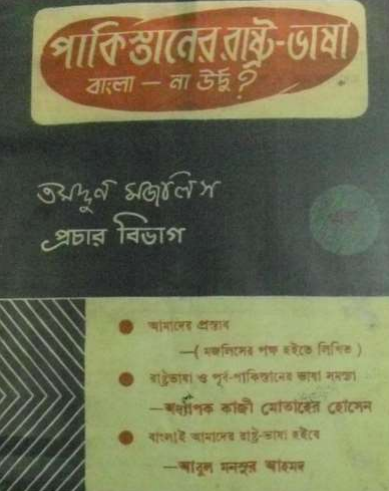 পাকিস্তানের রাষ্ট্র-ভাষা
বাংলা — না উর্দু?
তমদ্দুন মজলিস
প্রচার বিভাগ
আমাদের প্রস্তাব
—( মজলিসের পক্ষ হইতে লিখিত )
রাষ্ট্রভাষা ও পূর্ব-পাকিস্তানের ভাষা সমস্যা
—অধ্যাপক কাজী মোতাহের হোসেন
বাংলাই আমাদের রাষ্ট্র-ভাষা হইবে
—আবুল মনসুর আহমদ